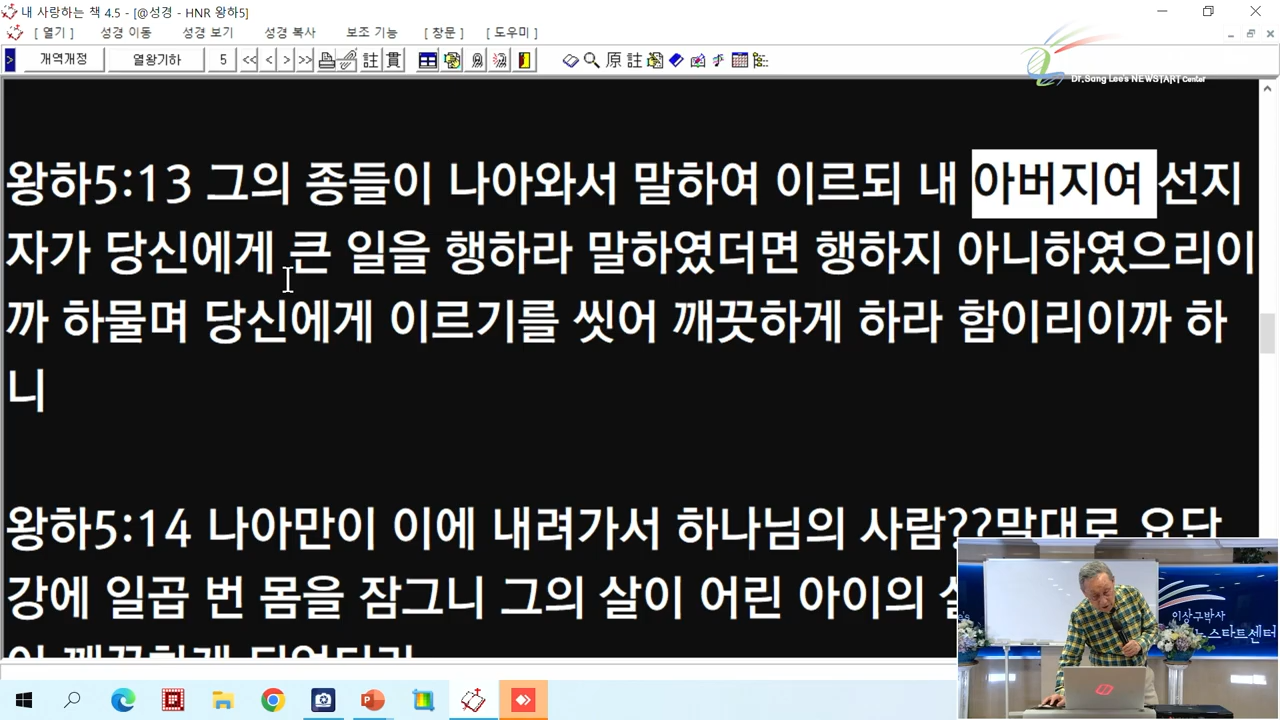 내 사랑하는 책 4.5 - [@성경 - HNR 왕하5]
[ 열기 ] 성경 이동 성경 보기 성경 복사 보조 기능 [ 창문 ] [ 도우미 ]
개역개정 열왕기하 5 << < > >> 註 貫 原 註
Dr.Sang Lee's NEWSTART Center
왕하5:13 그의 종들이 나아와서 말하여 이르되 내 아버지여 선지
자가 당신에게 큰 일을 행하라 말하였더면 행하지 아니하였으리이
까 하물며 당신에게 이르기를 씻어 깨끗하게 하라 함이리이까 하
니
왕하5:14 나아만이 이에 내려가서 하나님의 사람??말대로 요단
강에 일곱 번 몸을 잠그니 그의 살이 어린 아이의
깨끗하게 되었더라
이상구박사
뉴스타트센터